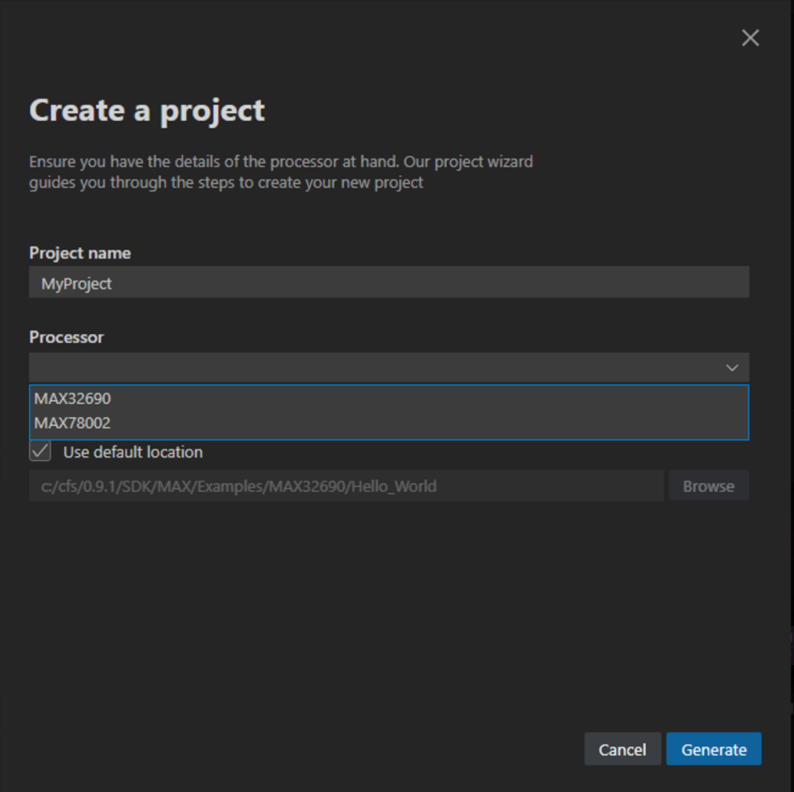 Create a project
Ensure you have the details of the processor at hand. Our project wizard
guides you through the steps to create your new project
Project name
MyProject
Processor
MAX32690
MAX78002
Use default location
c:/cfs/0.9.1/SDK/MAX/Examples/MAX32690/Hello_World
Browse
Cancel
Generate